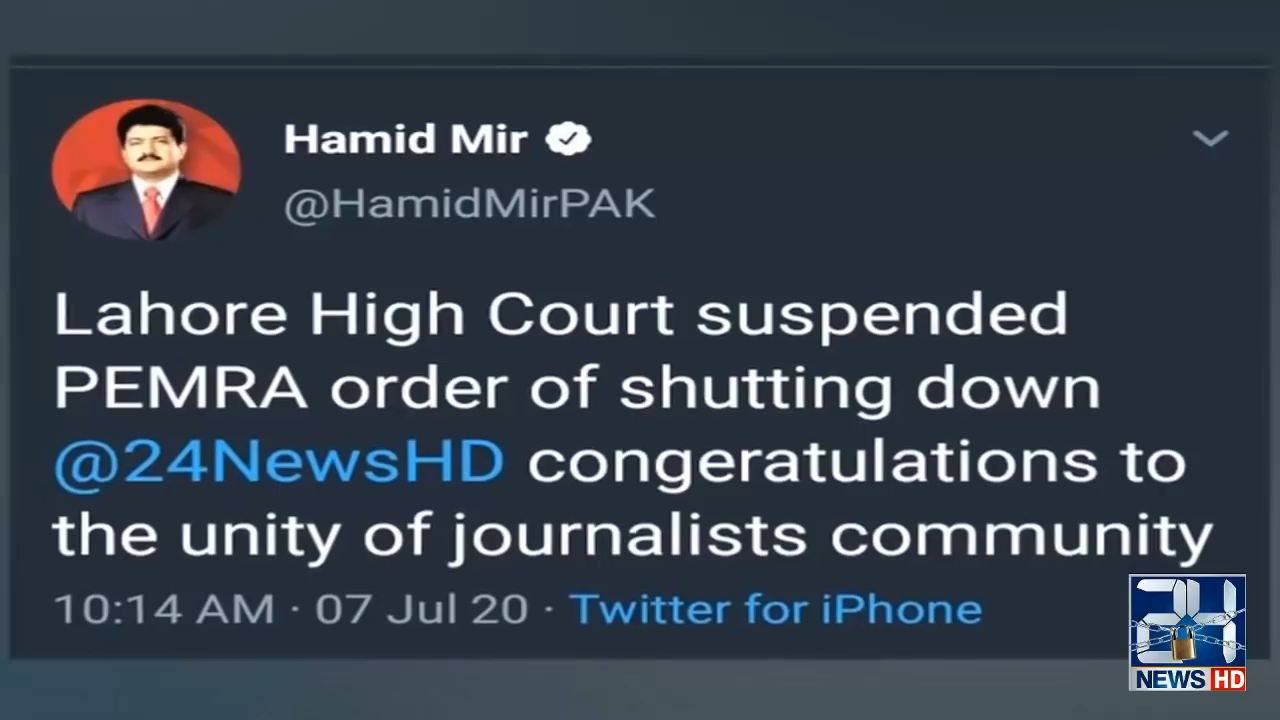 Hamid Mir
@HamidMirPAK
Lahore High Court suspended
PEMRA order of shutting down
@24NewsHD congeratulations to
the unity of journalists community
10:14 AM · 07 Jul 20 · Twitter for iPhone
24
NEWS HD